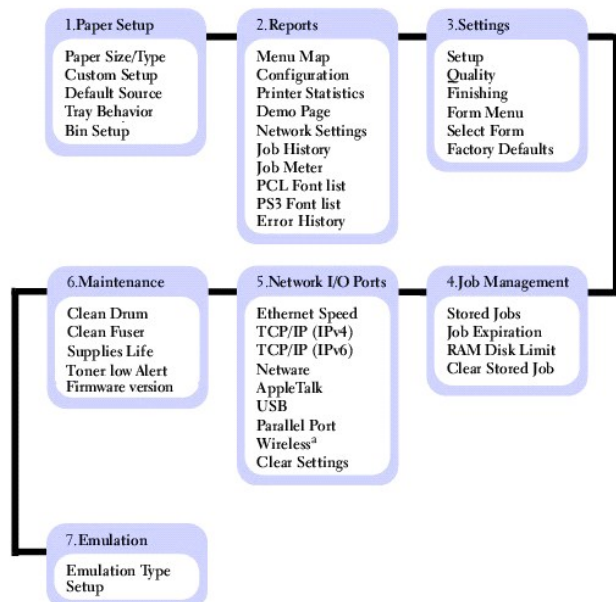 1.Paper Setup
Paper Size/Type
Custom Setup
Default Source
Tray Behavior
Bin Setup
2.Reports
Menu Map
Configuration
Printer Statistics
Demo Page
Network Settings
Job History
Job Meter
PCL Font list
PS3 Font list
Error History
3.Settings
Setup
Quality
Finishing
Form Menu
Select Form
Factory Defaults
4.Job Management
Stored Jobs
Job Expiration
RAM Disk Limit
Clear Stored Job
5.Network I/O Ports
Ethernet Speed
TCP/IP (IPv4)
TCP/IP (IPv6)
Netware
AppleTalk
USB
Parallel Port
Wirelessᵃ
Clear Settings
6.Maintenance
Clean Drum
Clean Fuser
Supplies Life
Toner low Alert
Firmware version
7.Emulation
Emulation Type
Setup